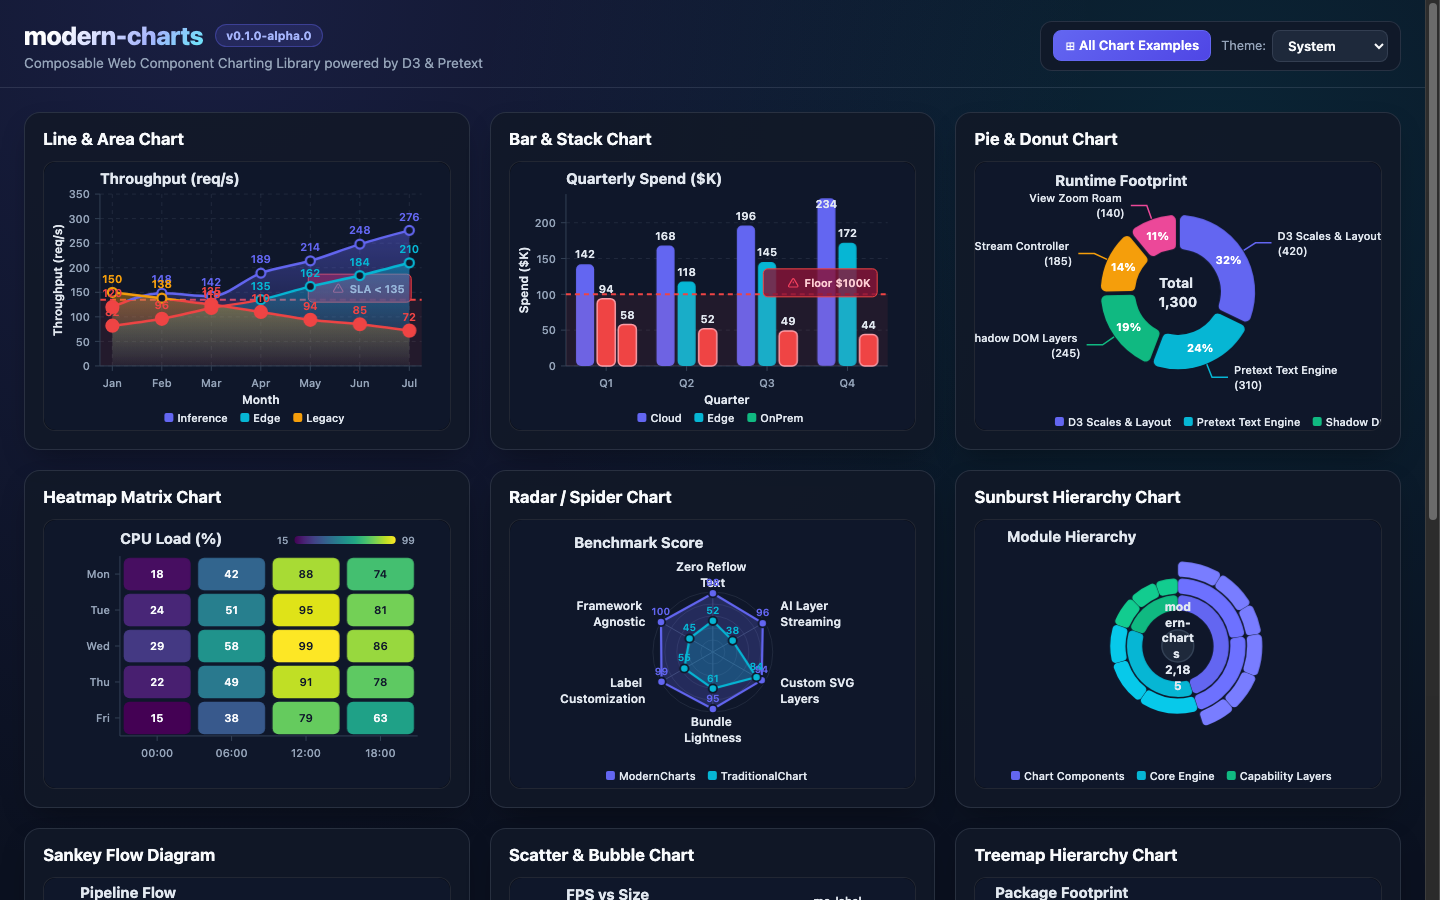 modern-charts v0.1.0-alpha.0
Composable Web Component Charting Library powered by D3 & Pretext
All Chart Examples Theme: System
Line & Area Chart
Throughput (req/s)
350
300
250
200
150
100
50
0
Throughput (req/s)
276
248
214
210
189
184
162
150
148
142
138
135
94
85
72
SLA < 135
Jan Feb Mar Apr May Jun Jul
Month
Inference Edge Legacy
Bar & Stack Chart
Quarterly Spend ($K)
200
150
100
50
0
Spend ($K)
142
94
58
168
118
52
196
145
49
234
172
44
Floor $100K
Q1 Q2 Q3 Q4
Quarter
Cloud Edge OnPrem
Pie & Donut Chart
Runtime Footprint
View Zoom Roam
(140)
Stream Controller
(185)
hadow DOM Layers
(245)
D3 Scales & Layout
(420)
Pretext Text Engine
(310)
11%
32%
14%
19%
24%
Total
1,300
D3 Scales & Layout Pretext Text Engine Shadow D
Heatmap Matrix Chart
CPU Load (%)
15 99
Mon 18 42 88 74
Tue 24 51 95 81
Wed 29 58 99 86
Thu 22 49 91 78
Fri 15 38 79 63
00:00 06:00 12:00 18:00
Radar / Spider Chart
Benchmark Score
Zero Reflow
Text
Framework
Agnostic
AI Layer
Streaming
Label
Customization
Custom SVG
Layers
Bundle
Lightness
100
96
52
45
38
61
95
ModernCharts TraditionalChart
Sunburst Hierarchy Chart
Module Hierarchy
mod
ern-
chart
s
2,18
5
Chart Components Core Engine Capability Layers
Sankey Flow Diagram
Pipeline Flow
Scatter & Bubble Chart
FPS vs Size
Treemap Hierarchy Chart
Package Footprint